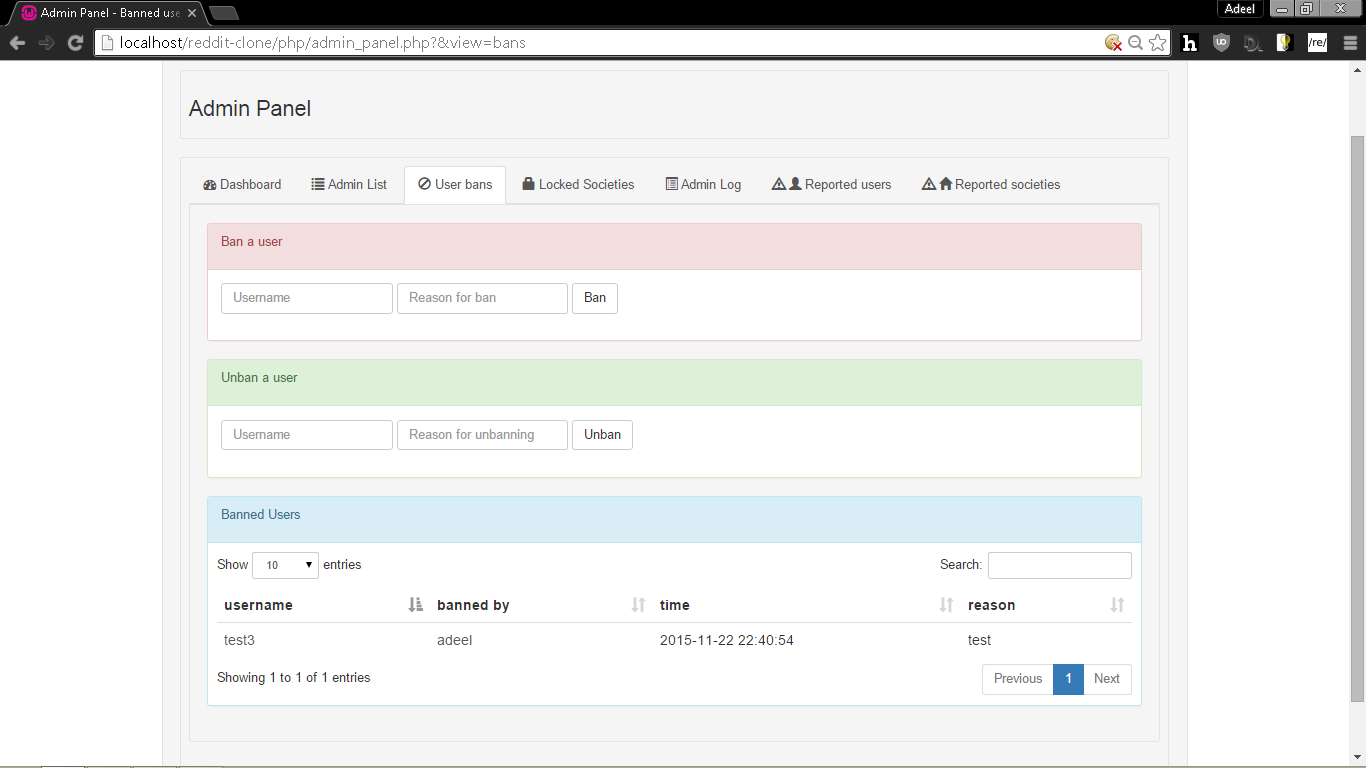 Admin Panel - Banned use
Adeel
localhost/reddit-clone/php/admin_panel.php?&view=bans
h
/re/
Admin Panel
Dashboard Admin List User bans Locked Societies Admin Log Reported users Reported societies
Ban a user
Username Reason for ban Ban
Unban a user
Username Reason for unbanning Unban
Banned Users
Show 10 entries Search:
username banned by time reason
test3 adeel 2015-11-22 22:40:54 test
Showing 1 to 1 of 1 entries Previous 1 Next